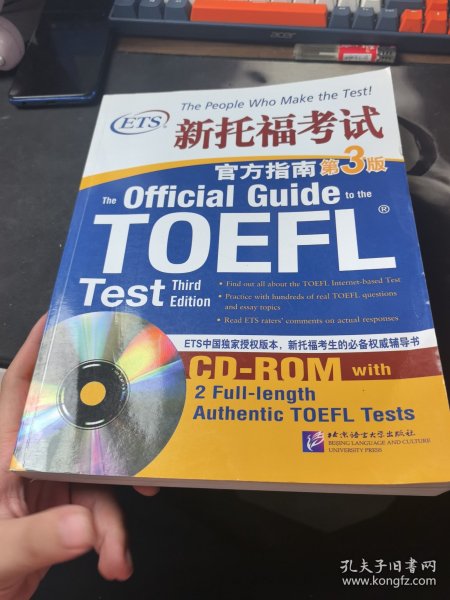 acer
The People Who Make the Test!
ETS®
新托福考试
官方指南 第3版
The Official Guide to the
TOEFL®
Test Third Edition
• Find out all about the TOEFL Internet-based Test
• Practice with hundreds of real TOEFL questions
and essay topics
• Read ETS raters' comments on actual responses
ETS中国独家授权版本，新托福考生的必备权威辅导书
CD-ROM with
2 Full-length
Authentic TOEFL Tests
北京语言大学出版社
BEIJING LANGUAGE AND CULTURE
UNIVERSITY PRESS
孔夫子旧书网
www.kongfz.com